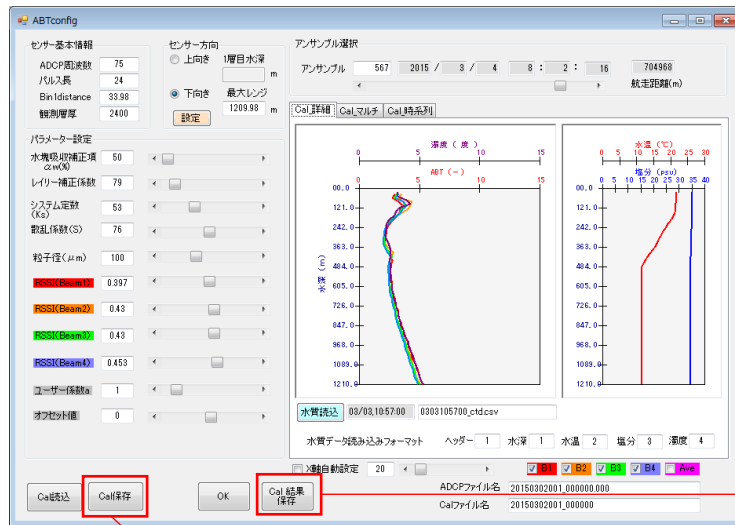 ABTconfig
センサー基本情報
ADCP周波数 75
パルス長 24
Bin1distance 33.98
観測層厚 2400
センサー方向
上向き 1層目水深
m
下向き 最大レンジ
設定 1209.98 m
アンサンブル選択
アンサンブル 567 2015 / 3 / 4 8 : 2 : 16 704968
航走距離(m)
パラメーター設定
水塊吸収補正項 αw(%) 50
レイリー補正係数 79
システム定数 (Ks) 53
散乱係数(S) 76
粒子径(μm) 100
RSSI(Beam1) 0.397
RSSI(Beam2) 0.43
RSSI(Beam3) 0.43
RSSI(Beam4) 0.453
ユーザー係数a 1
オフセット値 0
Cal_詳細 Cal_マルチ Cal_時系列
濁度 ( 度 )
0 5 10 15
ABT (-)
0 5 10 15
水深 (m)
00.0
121.0
242.0
363.0
484.0
605.0
726.0
847.0
968.0
1089.0
1210.0
水温 (℃)
0 5 10 15 20 25 30
塩分 (psu)
0 5 10 15 20 25 30 35 40
00.0
121.0
242.0
363.0
484.0
605.0
726.0
847.0
968.0
1089.0
1210.0
水質読込 03/03,10:57:00 0303105700_ctd.csv
水質データ読み込みフォーマット ヘッダー 1 水深 1 水温 2 塩分 3 濁度 4
X軸自動設定 20 B1 B2 B3 B4 Ave
Cal読込 Cal保存 OK Cal 結果保存
ADCPファイル名 20150302001_000000.000
Calファイル名 20150302001_000000